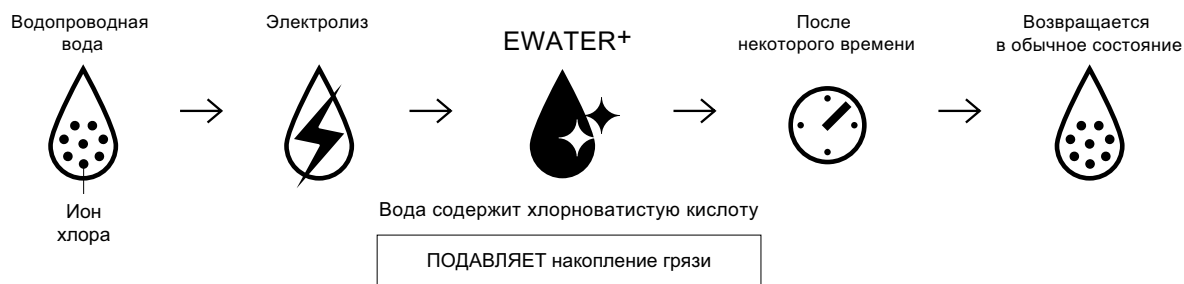 Водопроводная
вода
Электролиз
EWATER+
После
некоторого времени
Возвращается
в обычное состояние
Ион
хлора
Вода содержит хлорноватистую кислоту
ПОДАВЛЯЕТ накопление грязи